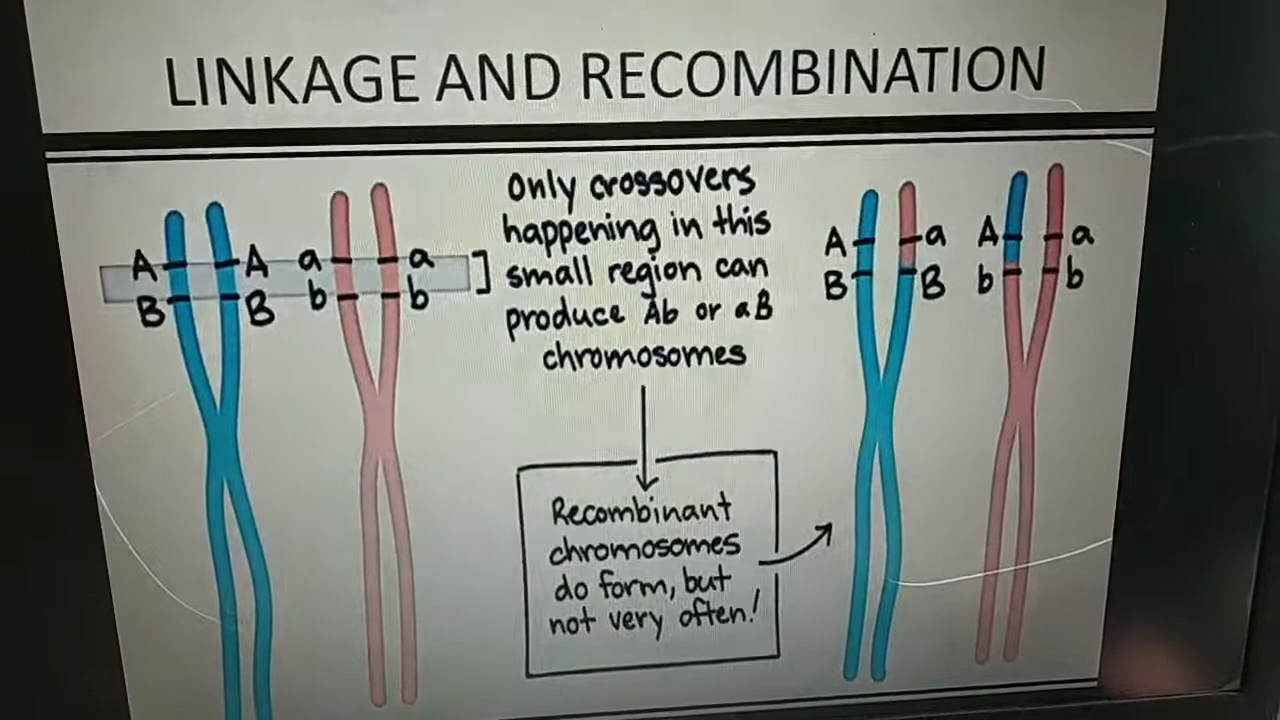 LINKAGE AND RECOMBINATION
A A a a
B B b b
Only crossovers
happening in this
small region can
produce Ab or aB
chromosomes
Recombinant
chromosomes
do form, but
not very often!
A a A a
B B b b